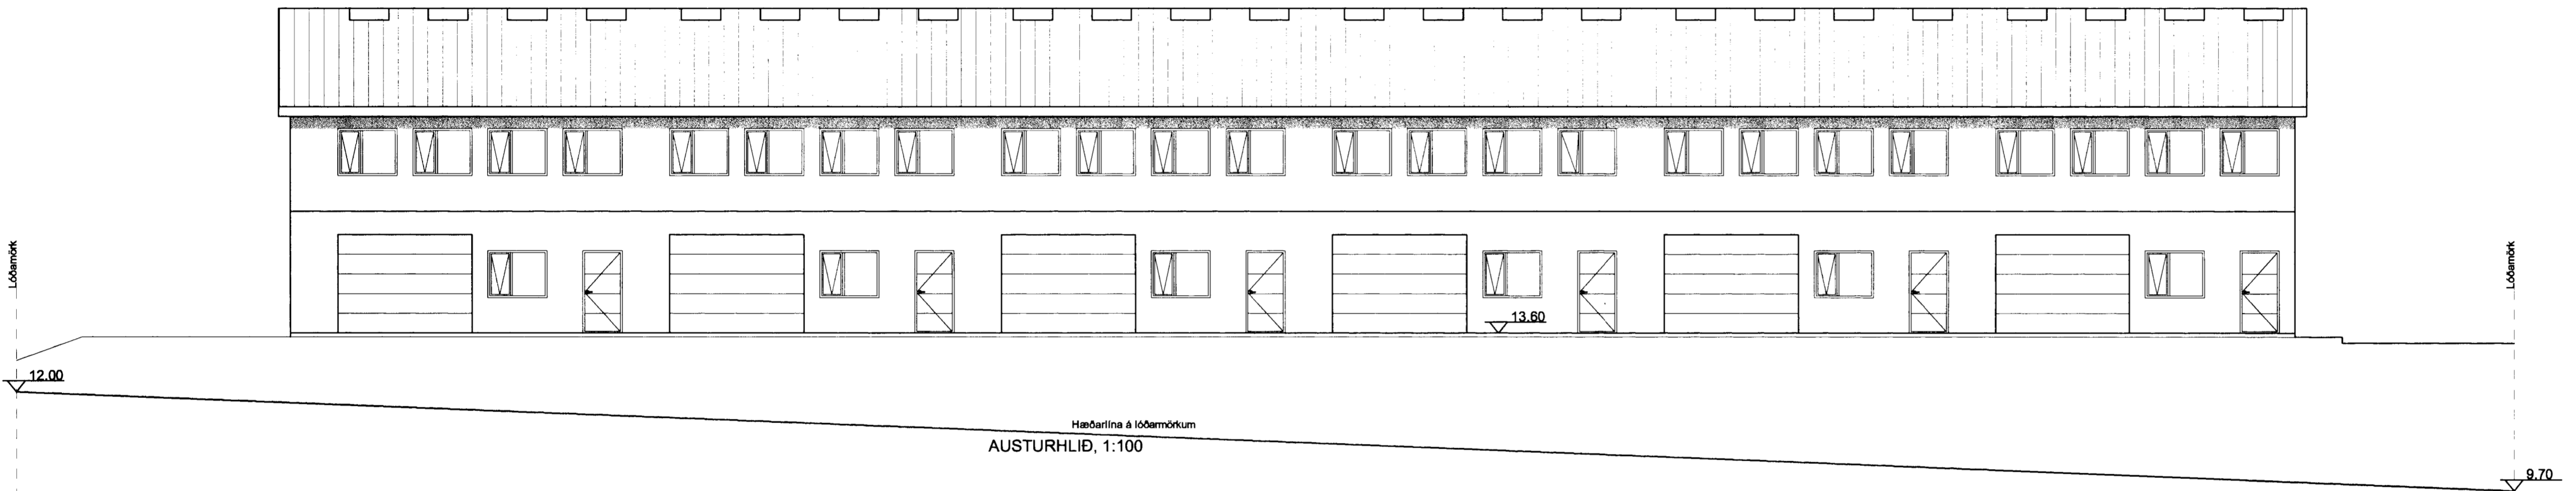 Lóðamörk
Lóðamörk
13.60
12.00
Hæðarlína á lóðarmörkum
AUSTURHLIÐ, 1:100
9.70